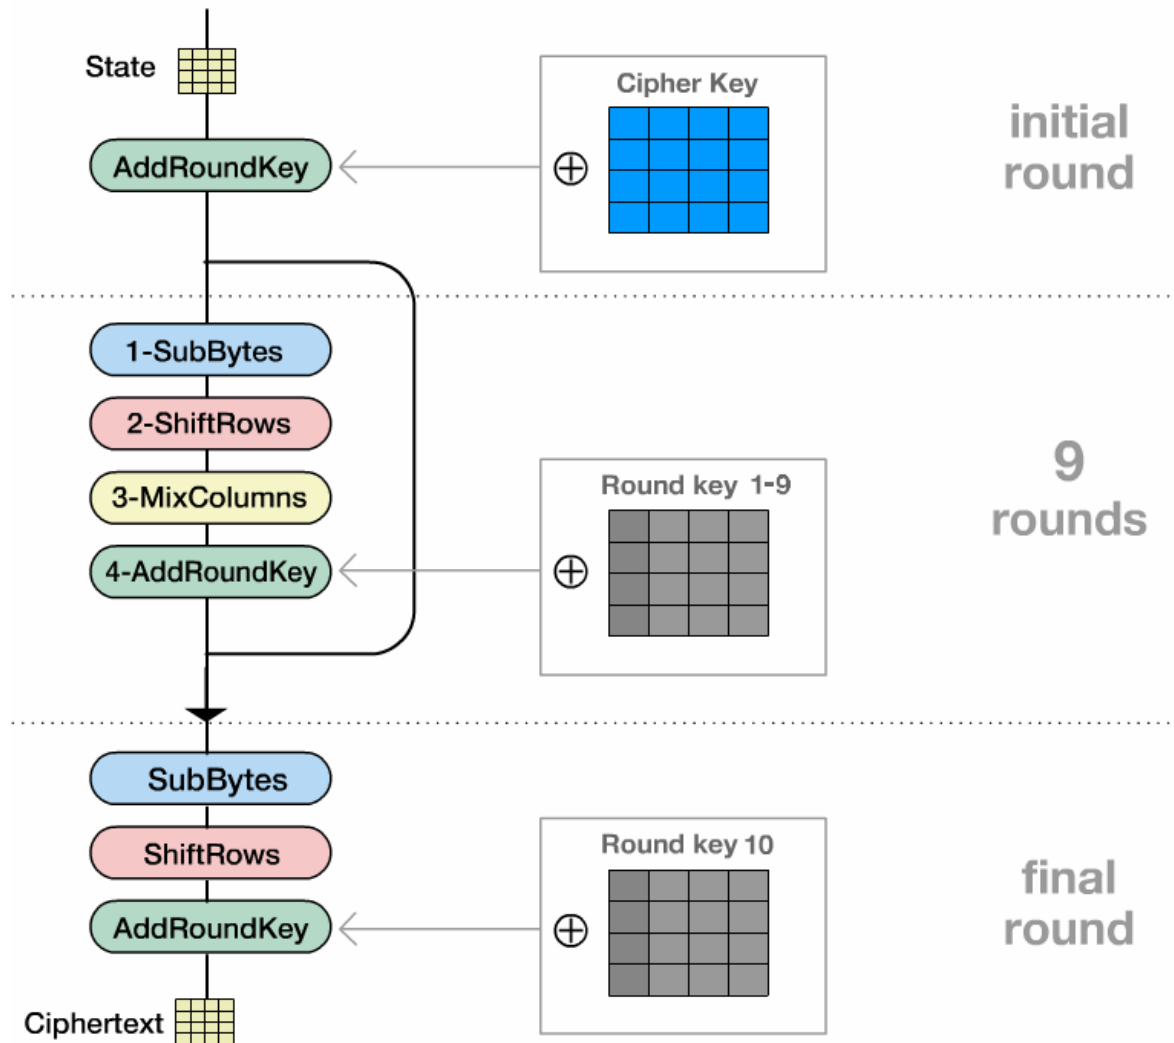 State
Cipher Key
initial
round
AddRoundKey
1-SubBytes
2-ShiftRows
3-MixColumns
4-AddRoundKey
Round key 1-9
9
rounds
SubBytes
ShiftRows
AddRoundKey
Round key 10
final
round
Ciphertext